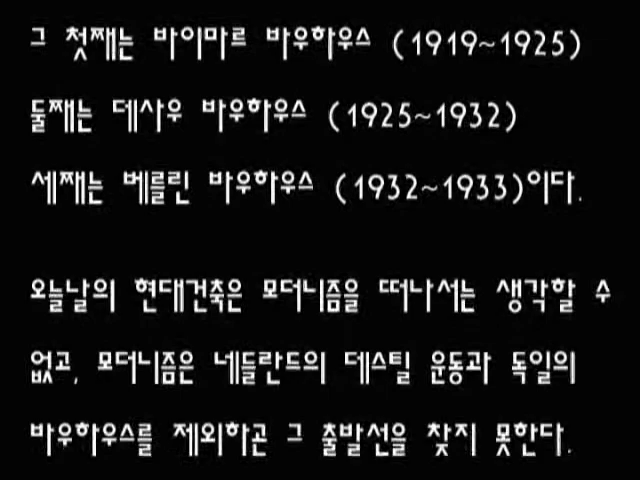 그 첫째는 바이마르 바우하우스 (1919~1925)
둘째는 데사우 바우하우스 (1925~1932)
세째는 베를린 바우하우스 (1932~1933)이다.
오늘날의 현대건축은 모더니즘을 떠나서는 생각할 수
없고, 모더니즘은 네들란드의 데스틸 운동과 독일의
바우하우스를 제외하곤 그 출발선을 찾지 못한다.